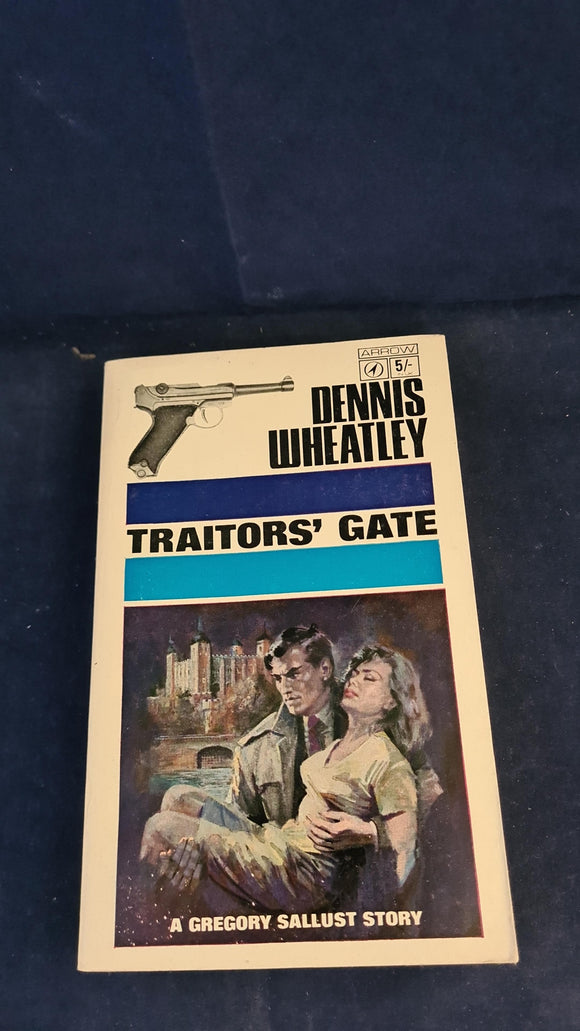 ARROW
5/-
DENNIS
WHEATLEY
TRAITORS' GATE
A GREGORY SALLUST STORY